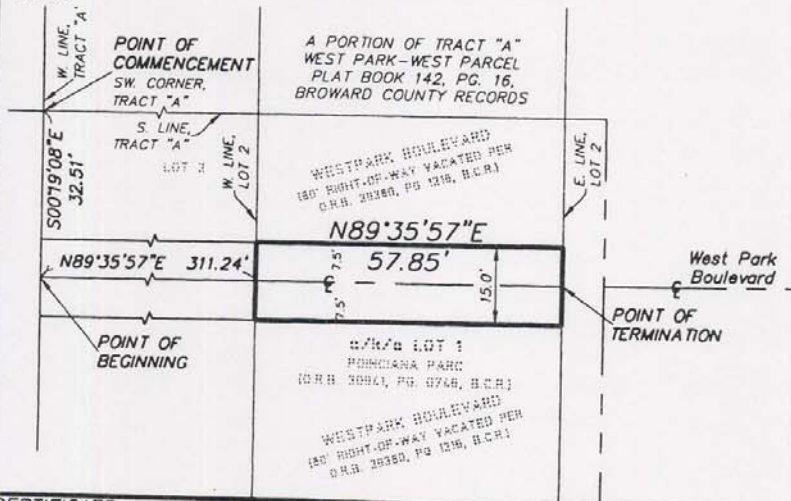 W. LINE,
TRACT "A"
POINT OF
COMMENCEMENT
SW. CORNER,
TRACT "A"
S. LINE,
TRACT "A"
A PORTION OF TRACT "A"
WEST PARK-WEST PARCEL
PLAT BOOK 142, PG. 16,
BROWARD COUNTY RECORDS
S00°19'08"E
32.51'
LOT
W. LINE,
LOT 2
E. LINE,
LOT 2
WESTPARK BOULEVARD
(80' RIGHT-OF-WAY VACATED PER
O.R.B. 39380, PG 1216, B.C.R.)
N89°35'57"E
57.85'
N89°35'57"E 311.24'
7.5'
7.5'
15.0'
West Park
Boulevard
POINT OF
BEGINNING
POINT OF
TERMINATION
a/k/a LOT 1
POINCIANA PARC
(O.R.B. PG. B.C.R.)
WESTPARK BOULEVARD
(80' RIGHT-OF-WAY VACATED PER
O.R.B. 39380, PG 1216, B.C.R.)